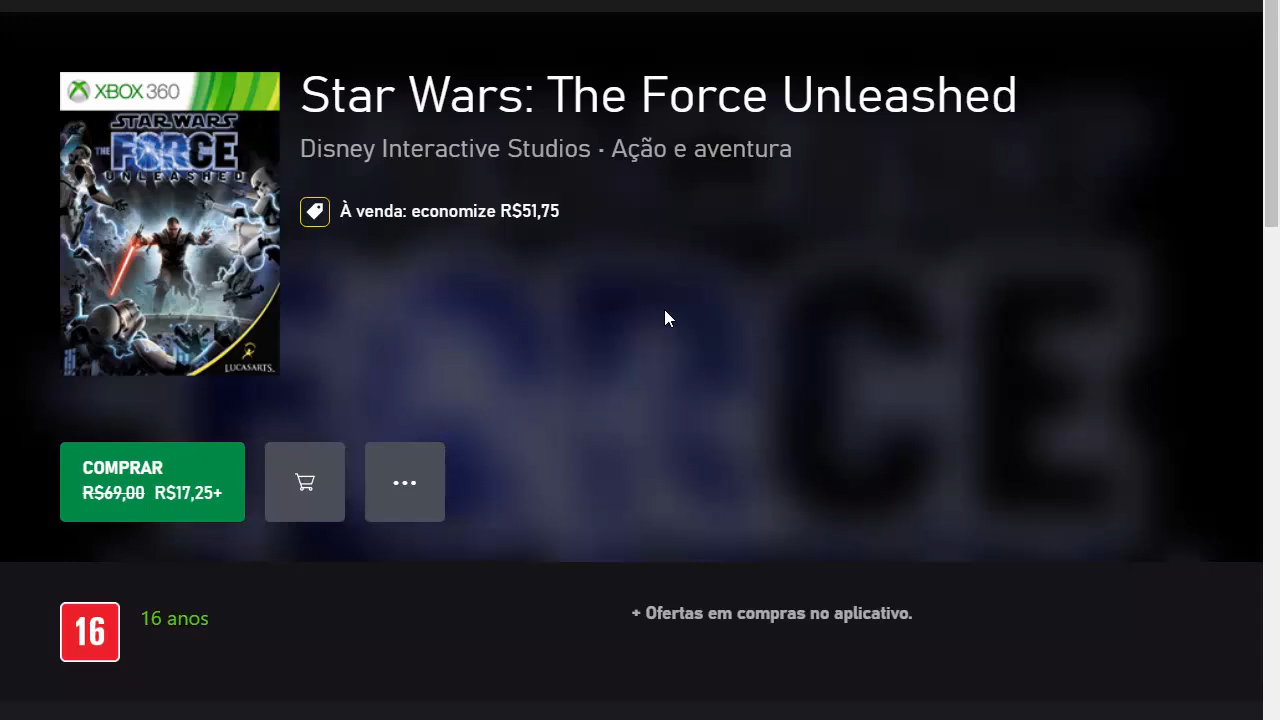 XBOX 360
STAR WARS
THE FORCE
UNLEASHED
LUCASARTS
Star Wars: The Force Unleashed
Disney Interactive Studios · Ação e aventura
À venda: economize R$51,75
COMPRAR
R$69,00 R$17,25+
16
16 anos
+ Ofertas em compras no aplicativo.